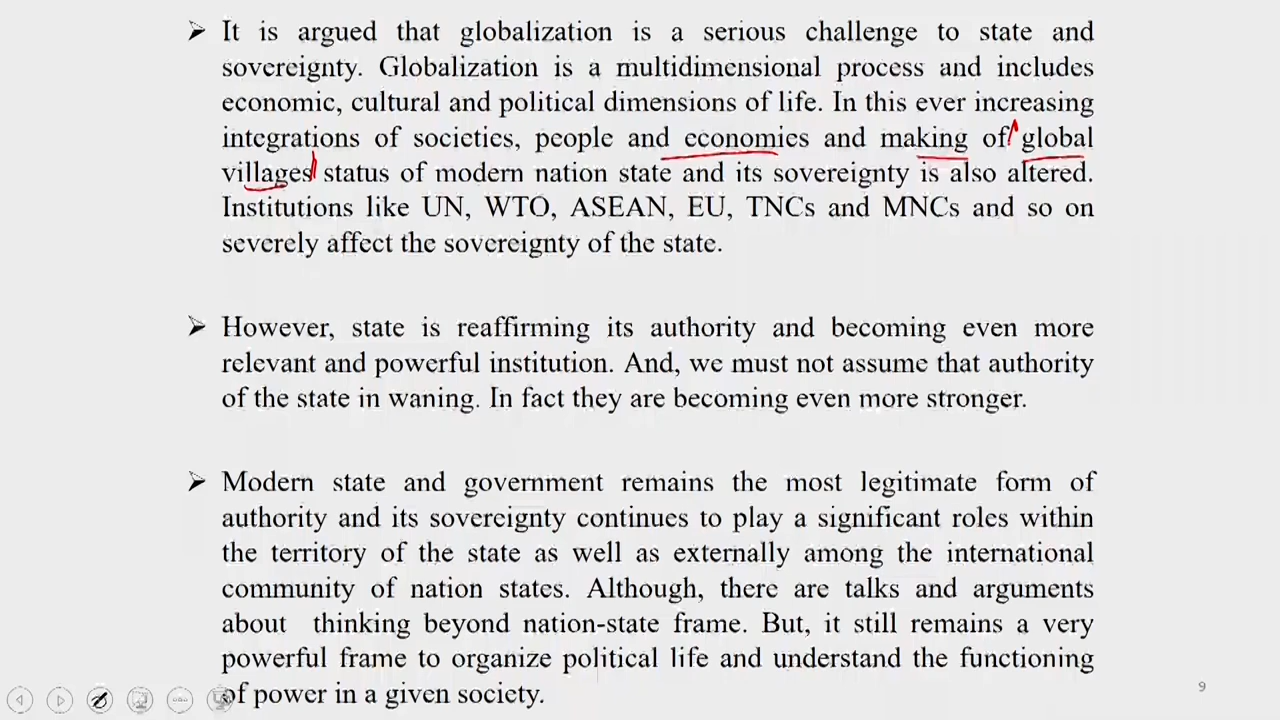 ➢ It is argued that globalization is a serious challenge to state and
sovereignty. Globalization is a multidimensional process and includes
economic, cultural and political dimensions of life. In this ever increasing
integrations of societies, people and economies and making of global
villages status of modern nation state and its sovereignty is also altered.
Institutions like UN, WTO, ASEAN, EU, TNCs and MNCs and so on
severely affect the sovereignty of the state.
➢ However, state is reaffirming its authority and becoming even more
relevant and powerful institution. And, we must not assume that authority
of the state in waning. In fact they are becoming even more stronger.
➢ Modern state and government remains the most legitimate form of
authority and its sovereignty continues to play a significant roles within
the territory of the state as well as externally among the international
community of nation states. Although, there are talks and arguments
about thinking beyond nation-state frame. But, it still remains a very
powerful frame to organize political life and understand the functioning
of power in a given society.
9